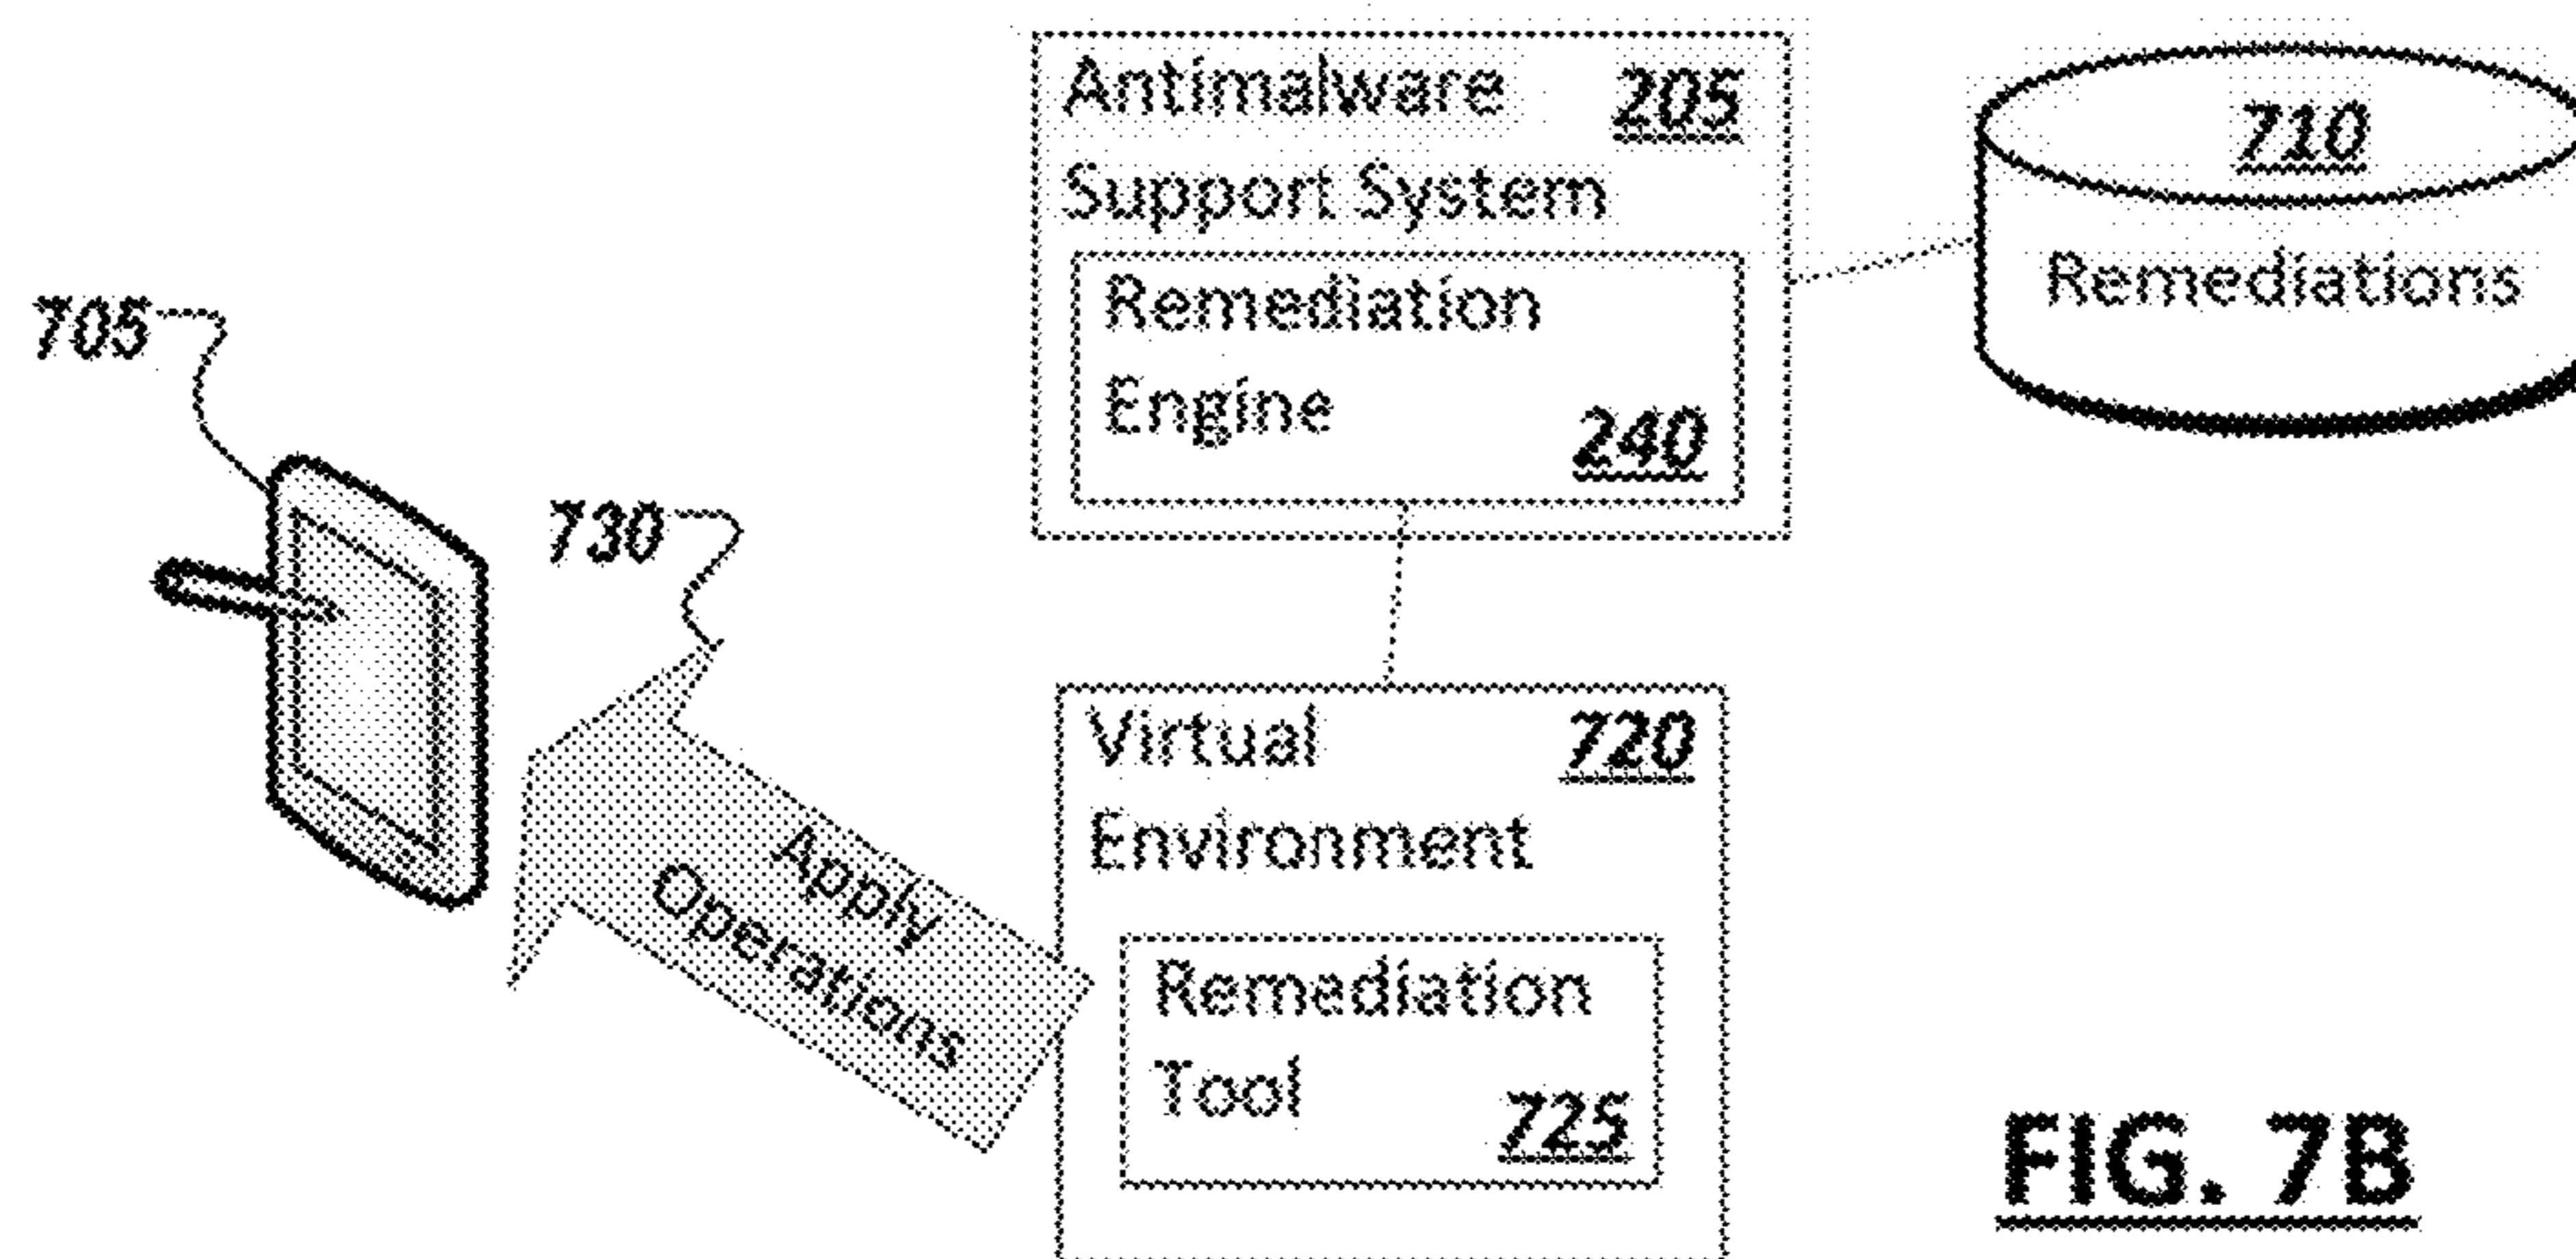 Antimalware 205
Support System
Remediation
Engine
240
710
Remediations
705
730
Virtual 720
Environment
Apply
Operations
Remediation
Tool
725
FIG. 7B